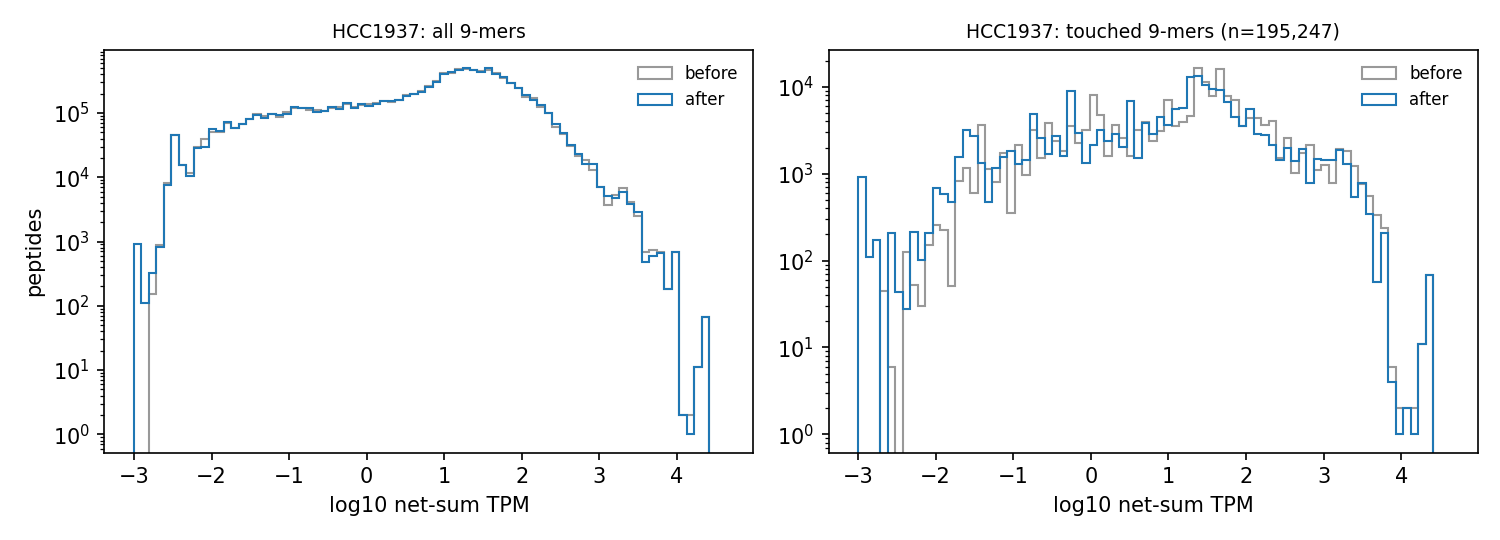 HCC1937: all 9-mers
before
after
10^5
10^4
10^3
10^2
10^1
10^0
peptides
−3 −2 −1 0 1 2 3 4
log10 net-sum TPM
HCC1937: touched 9-mers (n=195,247)
before
after
10^4
10^3
10^2
10^1
10^0
−3 −2 −1 0 1 2 3 4
log10 net-sum TPM